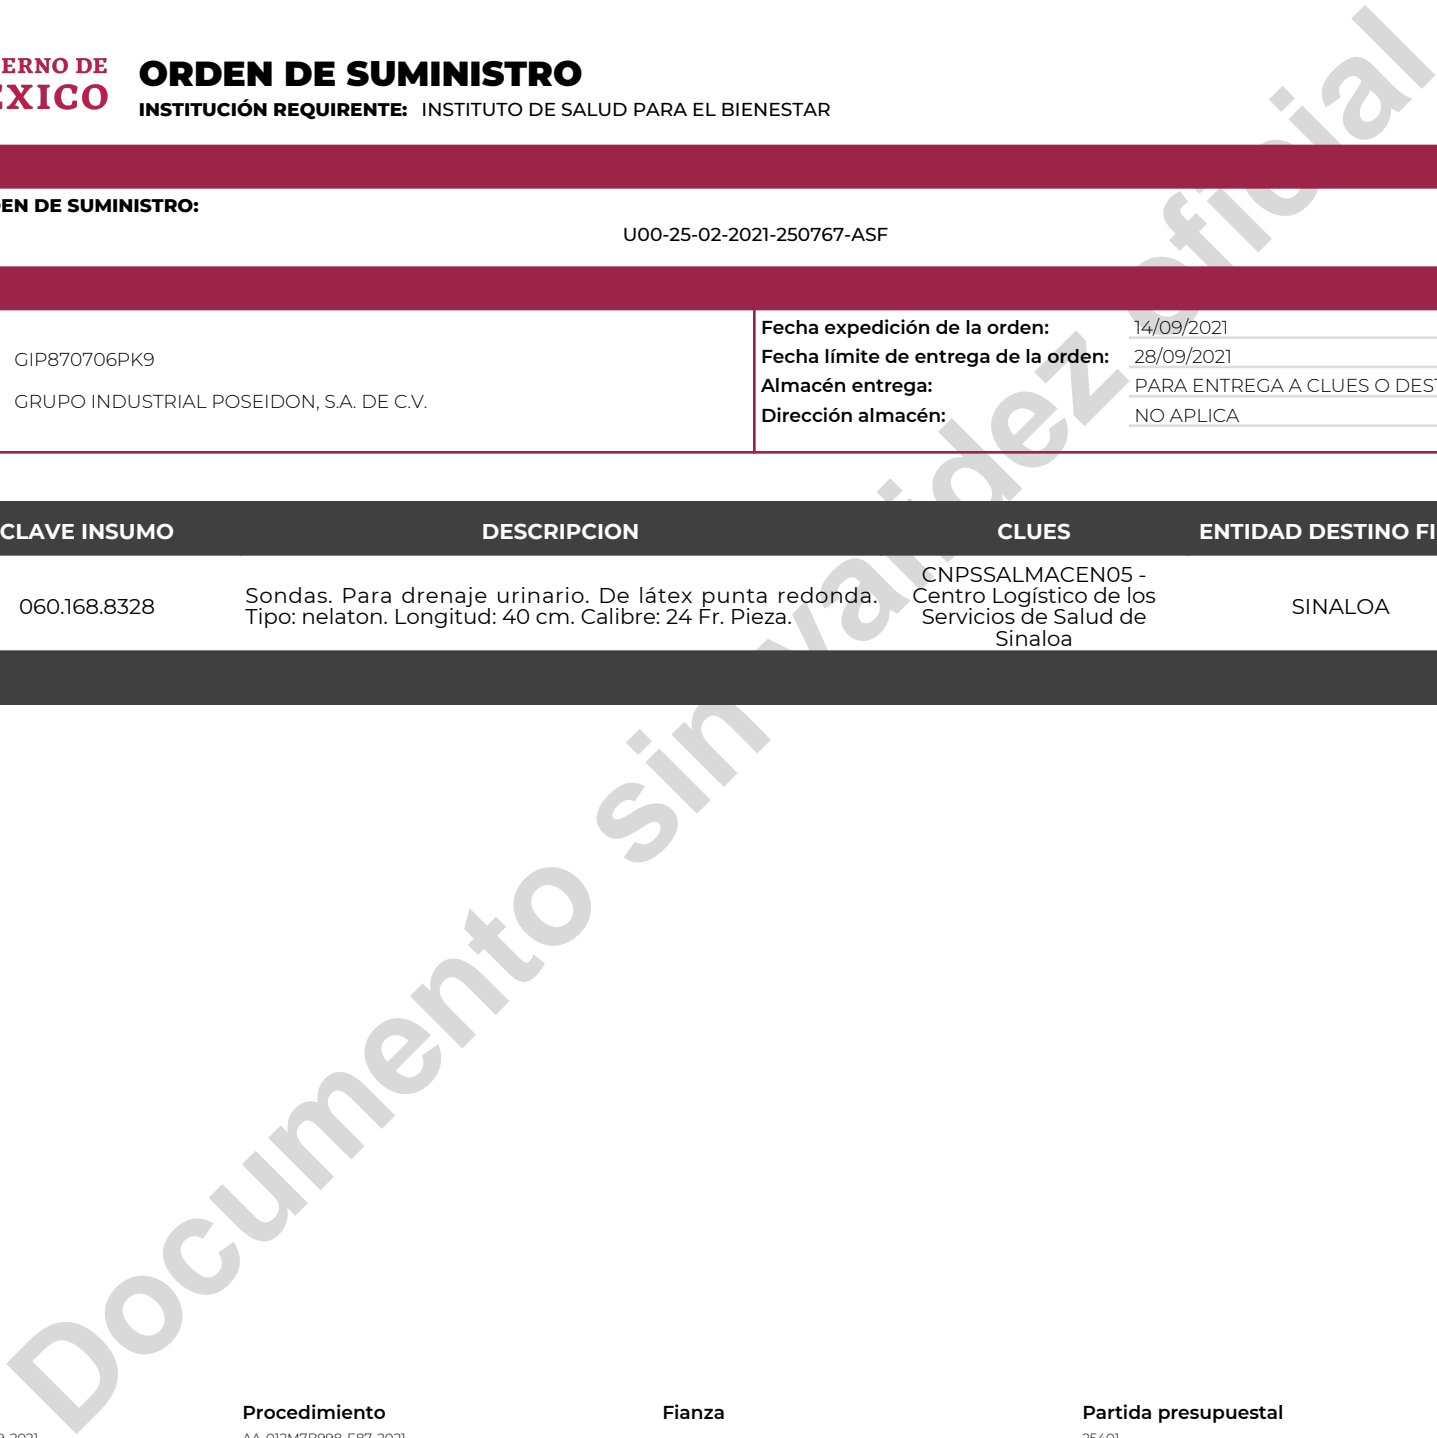 ERNO DE
ORDEN DE SUMINISTRO
INSTITUCIÓN REQUIRENTE: INSTITUTO DE SALUD PARA EL BIENESTAR
DE SUMINISTRO:
U00-25-02-2021-250767-ASF
GIP870706PK9
GRUPO INDUSTRIAL POSEIDON, S.A. DE C.V.
Fecha expedición de la orden: 14/09/2021
Fecha límite de entrega de la orden: 28/09/2021
Almacén entrega: PARA ENTREGA A CLUES O DEST
Dirección almacén: NO APLICA
CLAVE INSUMO DESCRIPCION CLUES ENTIDAD DESTINO FI
060.168.8328
Sondas. Para drenaje urinario. De látex punta redonda.
Tipo: nelaton. Longitud: 40 cm. Calibre: 24 Fr. Pieza.
CNPSSALMACEN05 -
Centro Logístico de los
Servicios de Salud de
Sinaloa
SINALOA
Documento sin validez oficial
Procedimiento Fianza Partida presupuestal